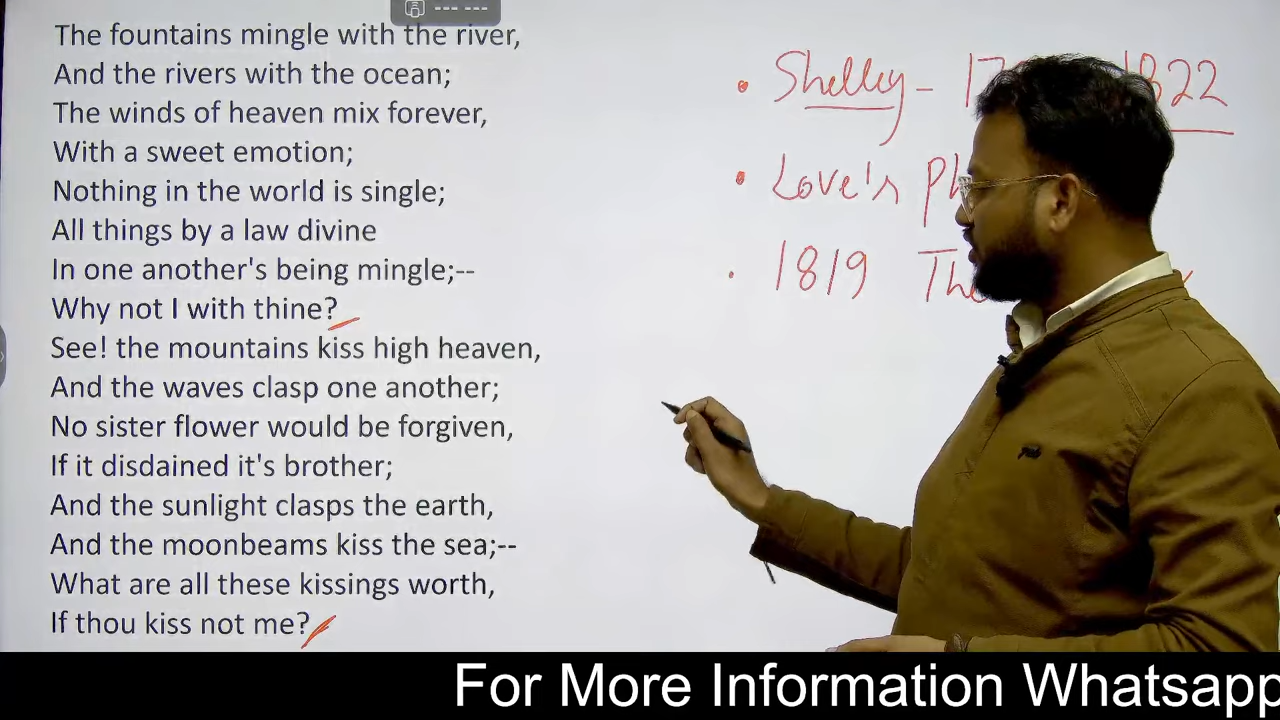 The fountains mingle with the river,
And the rivers with the ocean;
The winds of heaven mix forever,
With a sweet emotion;
Nothing in the world is single;
All things by a law divine
In one another's being mingle;--
Why not I with thine?
See! the mountains kiss high heaven,
And the waves clasp one another;
No sister flower would be forgiven,
If it disdained it's brother;
And the sunlight clasps the earth,
And the moonbeams kiss the sea;--
What are all these kissings worth,
If thou kiss not me?
• Shelley - 17 1822
• Love's Ph
• 1819 The
For More Information Whatsapp